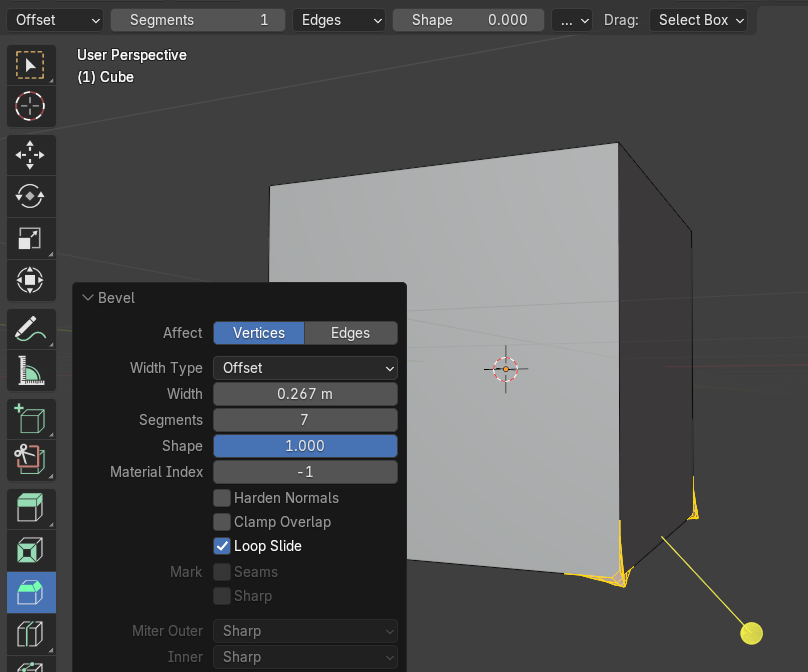 Offset Segments 1 Edges Shape 0.000 ... Drag: Select Box
User Perspective
(1) Cube
Bevel
Affect Vertices Edges
Width Type Offset
Width 0.267 m
Segments 7
Shape 1.000
Material Index -1
Harden Normals
Clamp Overlap
Loop Slide
Mark Seams
Sharp
Miter Outer Sharp
Inner Sharp